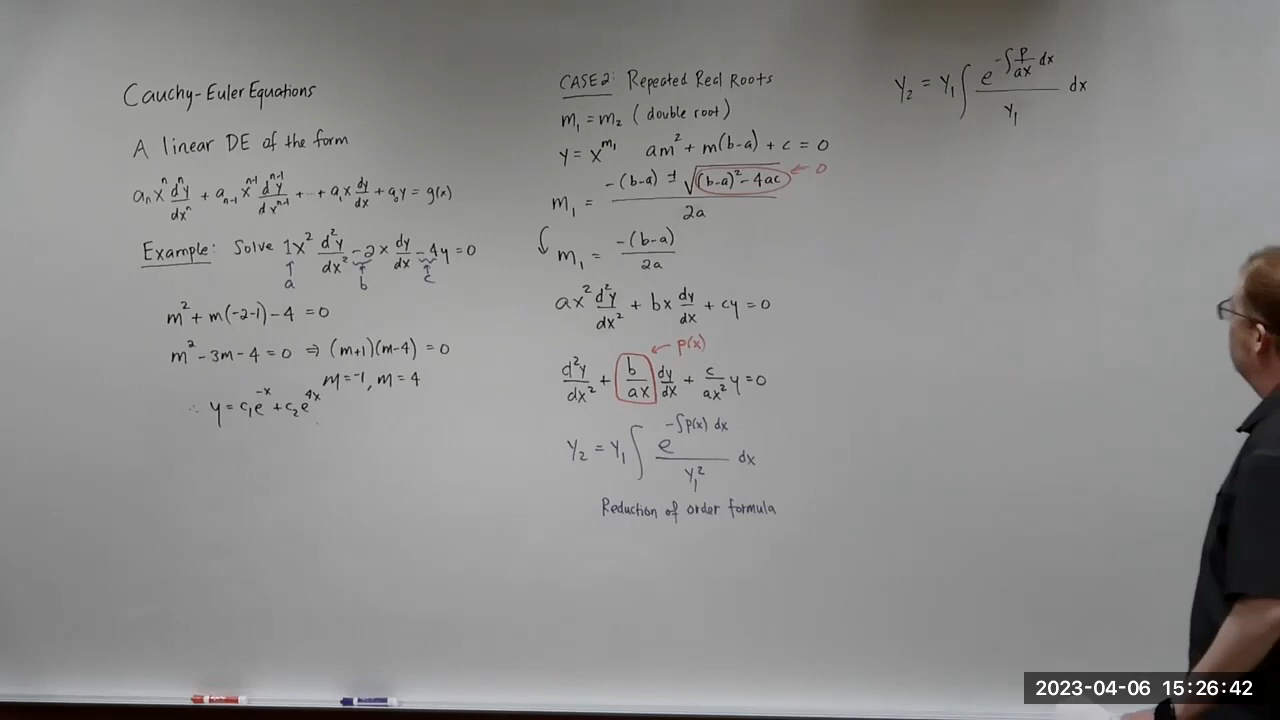 Cauchy-Euler Equations
A linear DE of the form
aₙxⁿ dⁿy/dxⁿ + aₙ₋₁xⁿ⁻¹ dⁿ⁻¹y/dxⁿ⁻¹ + ··· + a₁x dy/dx + a₀y = g(x)
Example: Solve 1x² d²y/dx² - 2x dy/dx - 4y = 0
a b c
m² + m(-2-1) - 4 = 0
m² - 3m - 4 = 0 ⇒ (m+1)(m-4) = 0
m = -1, m = 4
∴ y = c₁e^-x + c₂e^4x
CASE 2: Repeated Real Roots
m₁ = m₂ (double root)
y = x^m₁ am² + m(b-a) + c = 0
m₁ = -(b-a) ± √((b-a)² - 4ac) / 2a ← 0
m₁ = -(b-a) / 2a
ax² d²y/dx² + bx dy/dx + cy = 0
← p(x)
d²y/dx² + b/ax dy/dx + c/ax² y = 0
y₂ = y₁ ∫ e^-∫p(x) dx / y₁² dx
Reduction of order formula
y₂ = y₁ ∫ e^-∫ p/ax dx / y₁ dx
2023-04-06 15:26:42